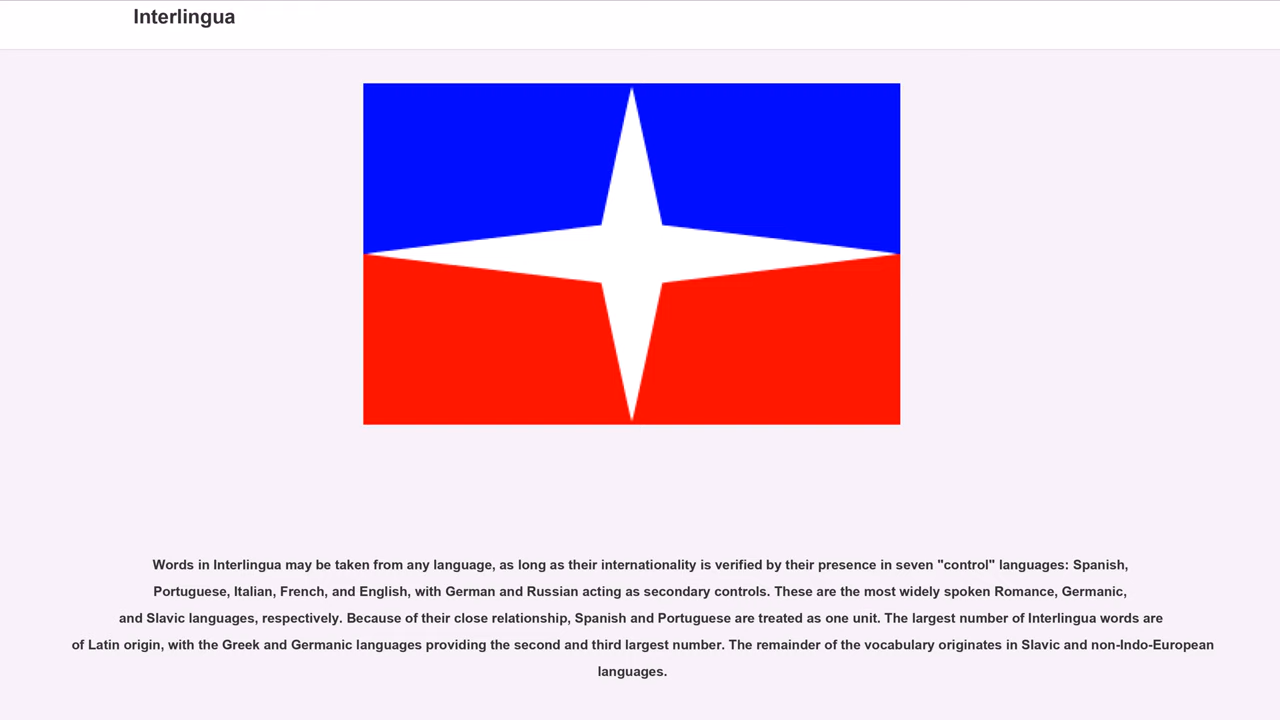 Interlingua
Words in Interlingua may be taken from any language, as long as their internationality is verified by their presence in seven "control" languages: Spanish,
Portuguese, Italian, French, and English, with German and Russian acting as secondary controls. These are the most widely spoken Romance, Germanic,
and Slavic languages, respectively. Because of their close relationship, Spanish and Portuguese are treated as one unit. The largest number of Interlingua words are
of Latin origin, with the Greek and Germanic languages providing the second and third largest number. The remainder of the vocabulary originates in Slavic and non-Indo-European
languages.